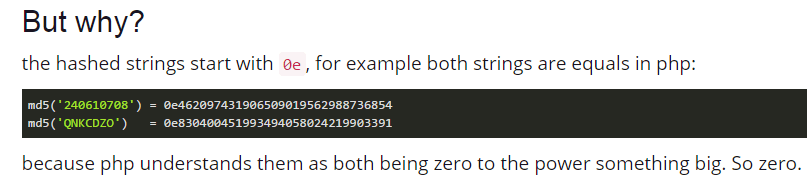 But why?
the hashed strings start with 0e, for example both strings are equals in php:
md5('240610708') = 0e462097431906509019562988736854
md5('QNKCDZO')   = 0e830400451993494058024219903391
because php understands them as both being zero to the power something big. So zero.